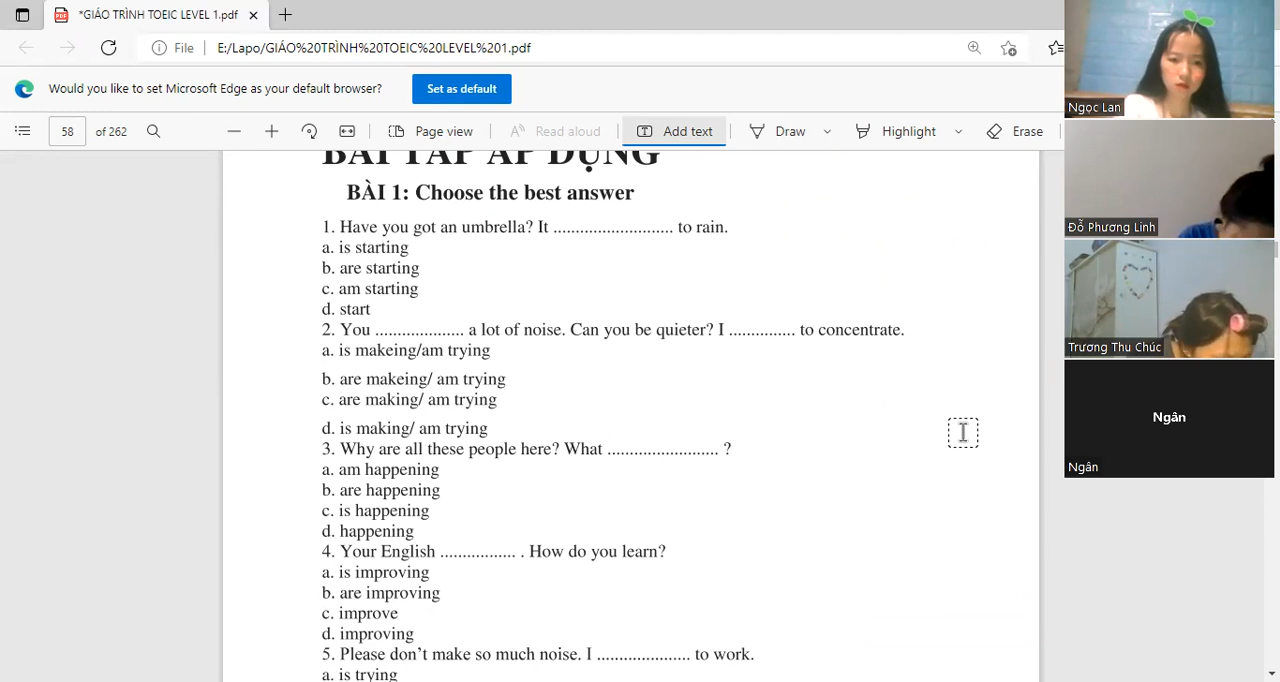 *GIÁO TRÌNH TOEIC LEVEL 1.pdf
File
E:/Lapo/GIÁO%20TRÌNH%20TOEIC%20LEVEL%201.pdf
Would you like to set Microsoft Edge as your default browser?
Set as default
58 of 262
Page view
Read aloud
Add text
Draw
Highlight
Erase
BÀI TẬP ÁP DỤNG
BÀI 1: Choose the best answer
1. Have you got an umbrella? It ........................... to rain.
a. is starting
b. are starting
c. am starting
d. start
2. You .................... a lot of noise. Can you be quieter? I ............... to concentrate.
a. is makeing/am trying
b. are makeing/ am trying
c. are making/ am trying
d. is making/ am trying
3. Why are all these people here? What ......................... ?
a. am happening
b. are happening
c. is happening
d. happening
4. Your English ................. . How do you learn?
a. is improving
b. are improving
c. improve
d. improving
5. Please don't make so much noise. I ..................... to work.
a. is trying
Ngọc Lan
Đỗ Phương Linh
Trương Thu Chúc
Ngân
Ngân